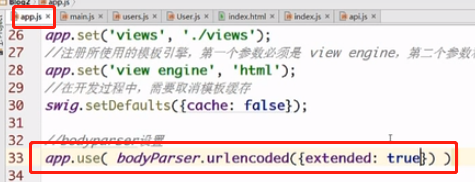 Blog2
app.js × main.js × users.js × User.js × index.html × index.js × api.js ×
26 app.set('views', './views');
27 //注册所使用的模板引擎，第一个参数必须是 view engine，第二个参数
28 app.set('view engine', 'html');
29 //在开发过程中，需要取消模板缓存
30 swig.setDefaults({cache: false});
31
32 //bodyparser设置
33 app.use( bodyParser.urlencoded({extended: true}) )